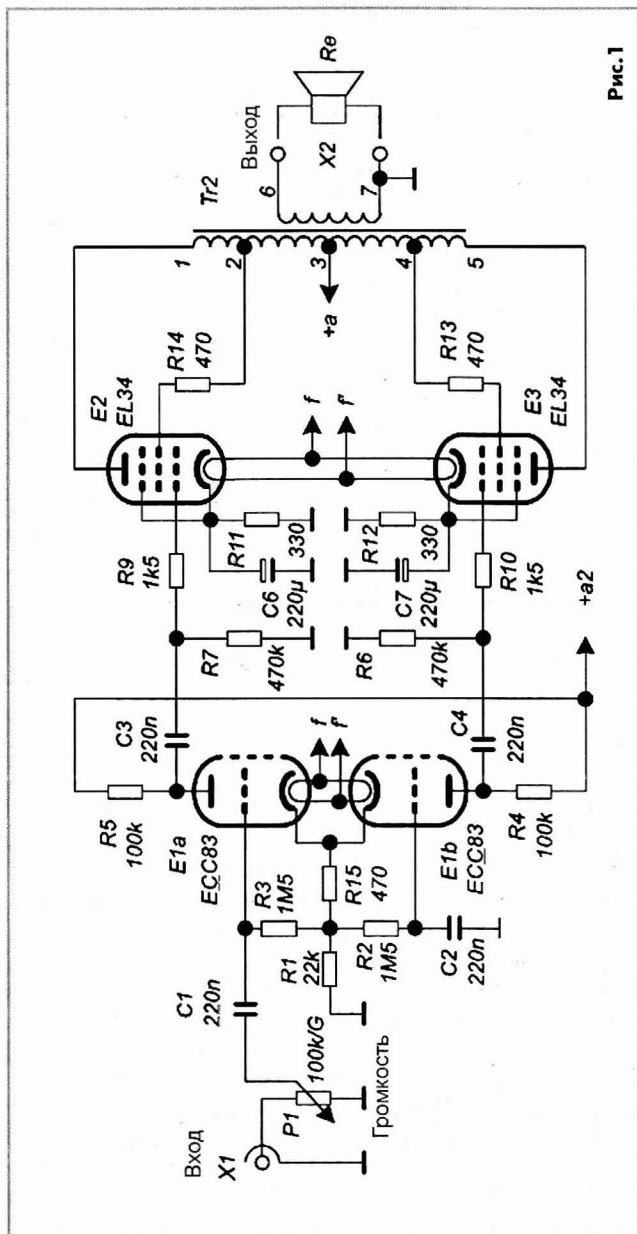 Вход
X1
P1
100k/G
Громкость
C1
220n
R1
22k
R3
1M5
R2
1M5
C2
220n
R15
470
R5
100k
E1a
ECC83
E1b
ECC83
R4
100k
f
f'
C3
220n
C4
220n
R7
470k
R6
470k
R9
1k5
R10
1k5
C6
220µ
R11
330
C7
220µ
R12
330
E2
EL34
E3
EL34
f
f'
+a2
R14
470
R13
470
+a
Tr2
1
2
3
4
5
6
7
Выход
X2
Re
Рис.1